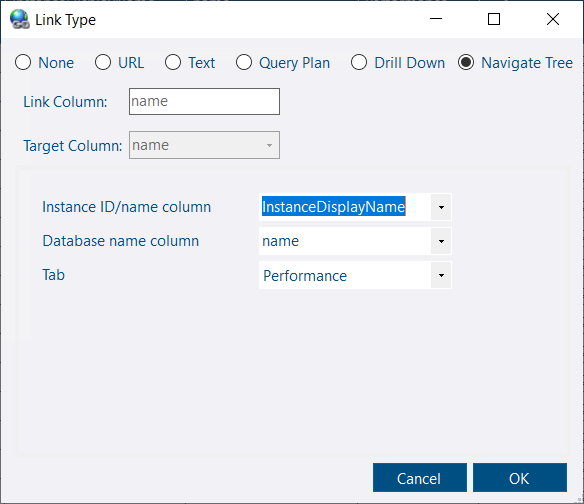 Link Type
None URL Text Query Plan Drill Down Navigate Tree
Link Column: name
Target Column: name
Instance ID/name column InstanceDisplayName
Database name column name
Tab Performance
Cancel OK